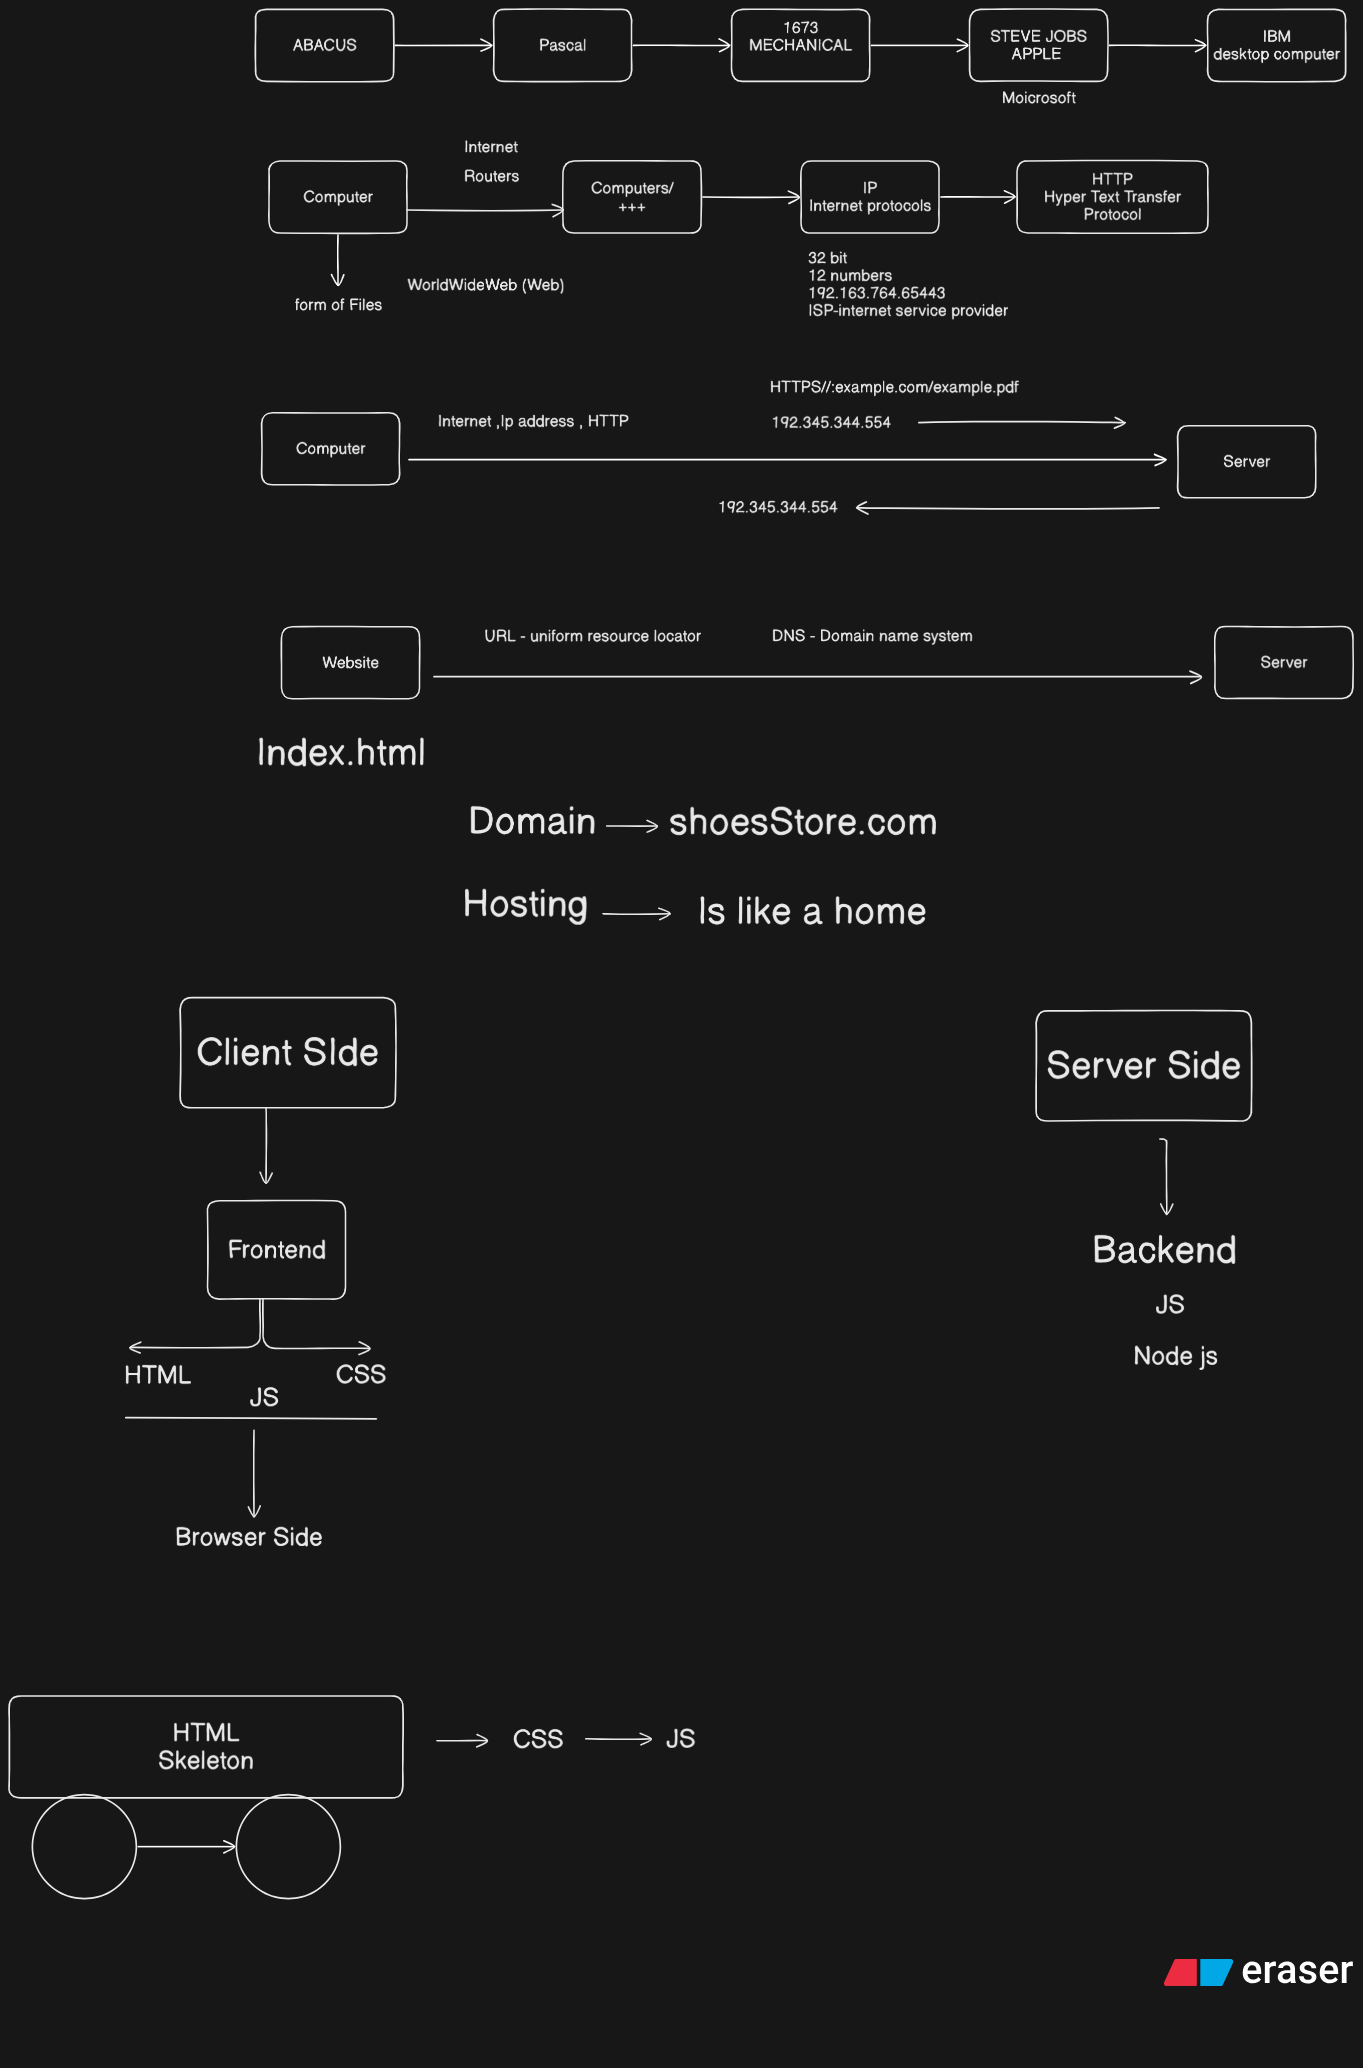 ABACUS
Pascal
1673
MECHANICAL
STEVE JOBS
APPLE
IBM
desktop computer
Moicrosoft
Internet
Routers
Computer
Computers/
+++
IP
Internet protocols
HTTP
Hyper Text Transfer
Protocol
form of Files
WorldWideWeb (Web)
32 bit
12 numbers
192.163.764.65443
ISP-internet service provider
HTTPS//:example.com/example.pdf
Internet ,Ip address , HTTP
192.345.344.554
Computer
Server
192.345.344.554
URL - uniform resource locator
DNS - Domain name system
Website
Server
Index.html
Domain
shoesStore.com
Hosting
Is like a home
Client SIde
Server Side
Frontend
Backend
JS
Node js
HTML
CSS
JS
Browser Side
HTML
Skeleton
CSS
JS
eraser